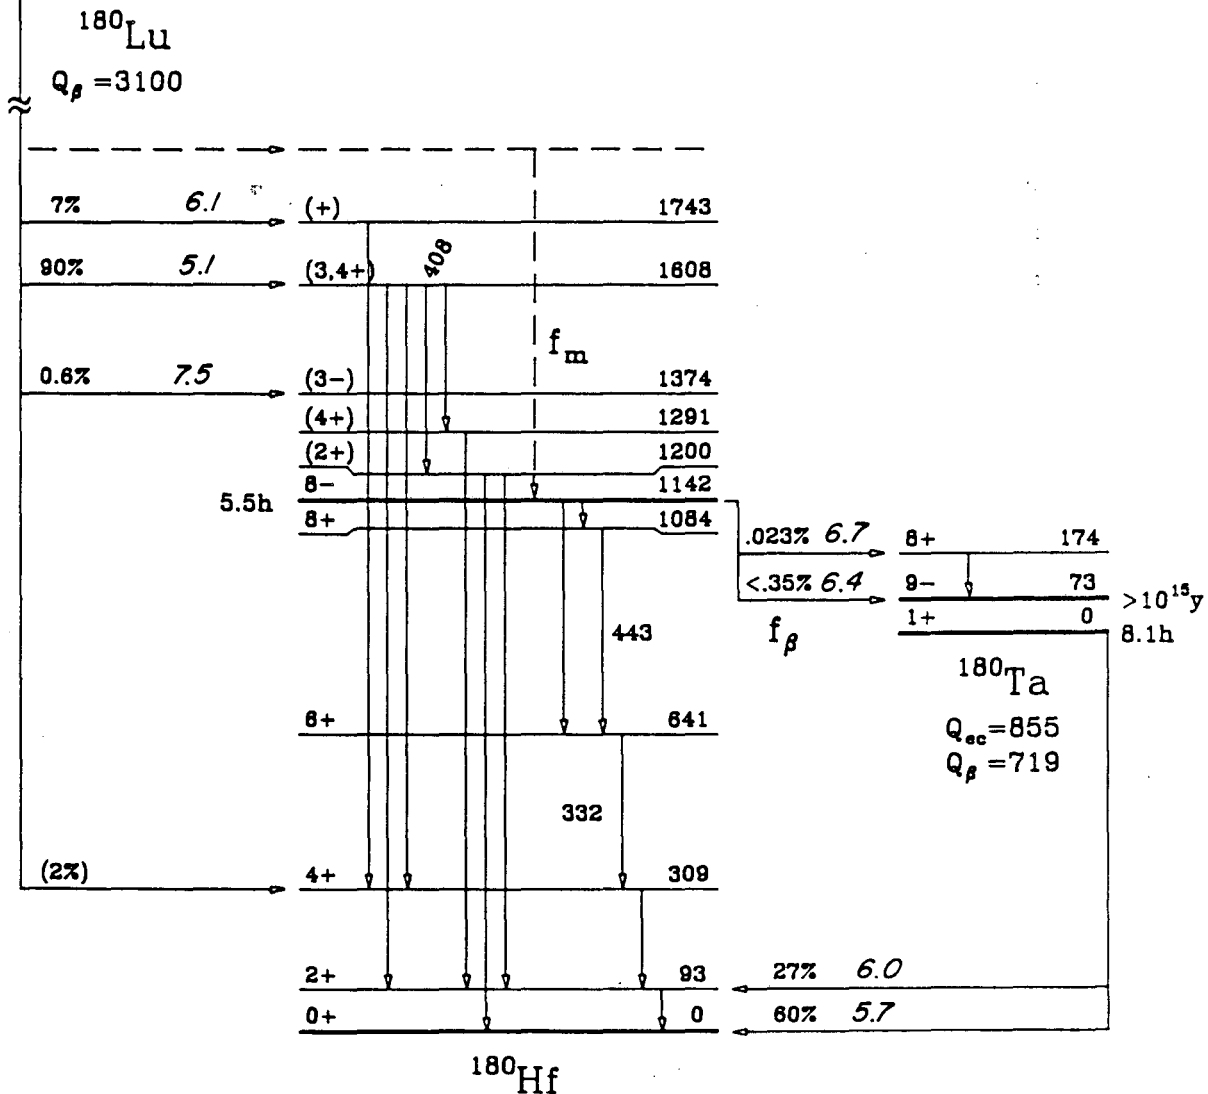 180Lu
Qβ =3100
7% 6.1 (+) 1743
90% 5.1 (3,4+) 408 1608
fm
0.6% 7.5 (3-) 1374
(4+) 1291
(2+) 1200
5.5h 8- 1142
8+ 1084
.023% 6.7 8+ 174
<.35% 6.4 9- 73 >10^15y
fβ 1+ 0 8.1h
443
180Ta
Qec=855
Qβ =719
6+ 641
332
(2%) 4+ 309
2+ 93 27% 6.0
0+ 0 60% 5.7
180Hf